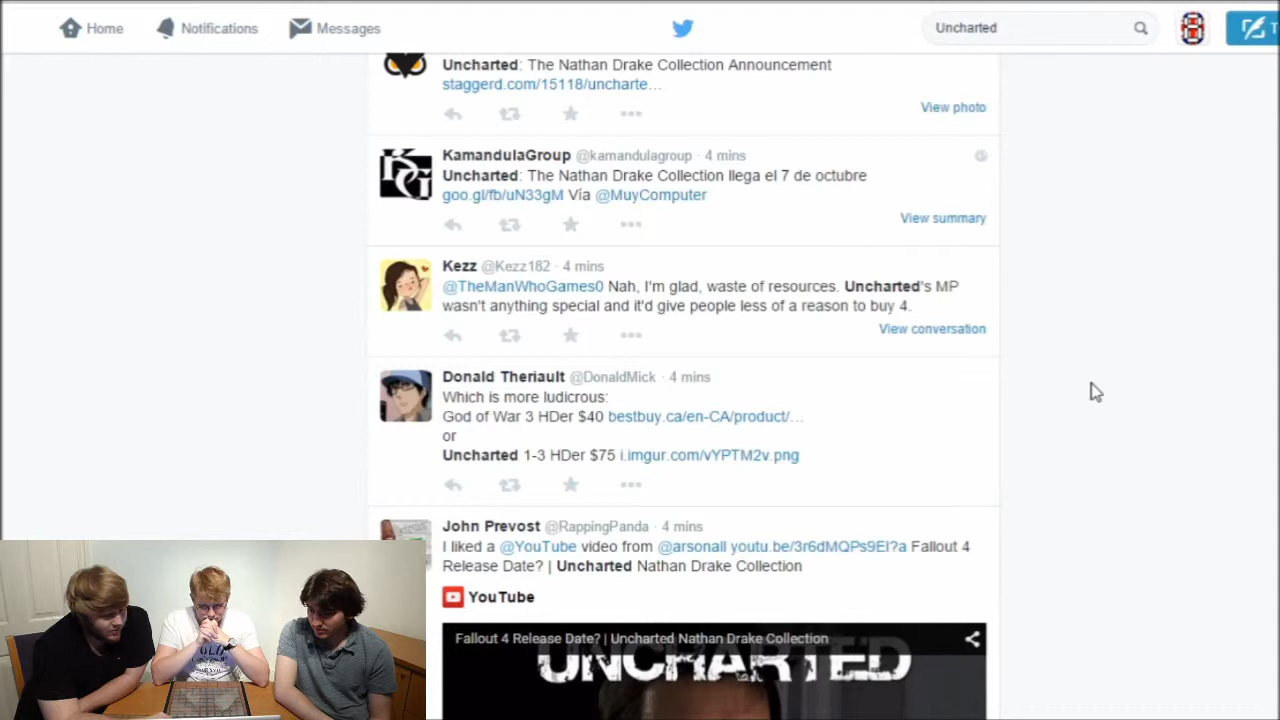 Home
Notifications
Messages
Uncharted
Uncharted: The Nathan Drake Collection Announcement
staggerd.com/15118/uncharte…
View photo
KamandulaGroup @kamandulagroup · 4 mins
Uncharted: The Nathan Drake Collection llega el 7 de octubre
goo.gl/fb/uN33gM Vía @MuyComputer
View summary
Kezz @Kezz182 · 4 mins
@TheManWhoGames0 Nah, I'm glad, waste of resources. Uncharted's MP
wasn't anything special and it'd give people less of a reason to buy 4.
View conversation
Donald Theriault @DonaldMick · 4 mins
Which is more ludicrous:
God of War 3 HDer $40 bestbuy.ca/en-CA/product/…
or
Uncharted 1-3 HDer $75 i.imgur.com/vYPTM2v.png
John Prevost @RappingPanda · 4 mins
I liked a @YouTube video from @arsonall youtu.be/3r6dMQPs9EI?a Fallout 4
Release Date? | Uncharted Nathan Drake Collection
YouTube
Fallout 4 Release Date? | Uncharted Nathan Drake Collection
UNCHARTED